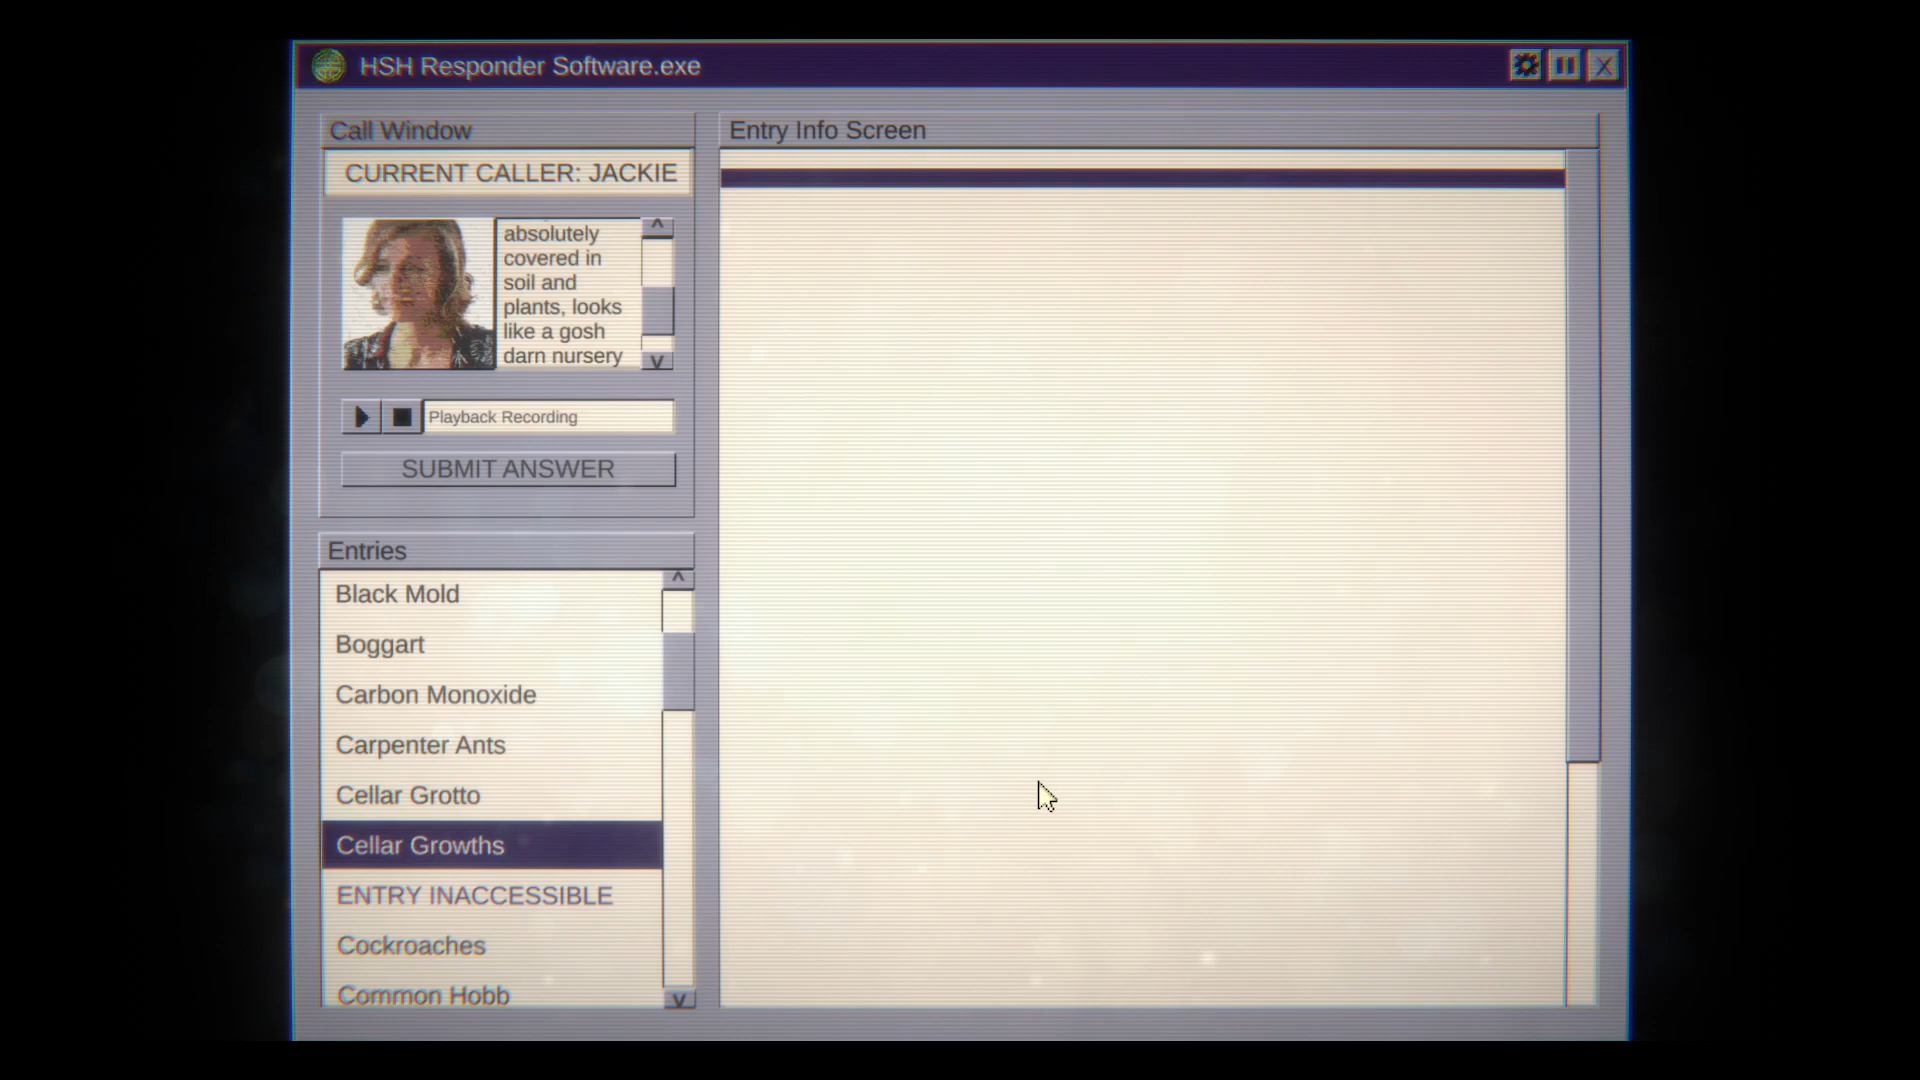 HSH Responder Software.exe
Call Window
CURRENT CALLER: JACKIE
absolutely
covered in
soil and
plants, looks
like a gosh
darn nursery
Playback Recording
SUBMIT ANSWER
Entries
Black Mold
Boggart
Carbon Monoxide
Carpenter Ants
Cellar Grotto
Cellar Growths
ENTRY INACCESSIBLE
Cockroaches
Common Hobb
Entry Info Screen